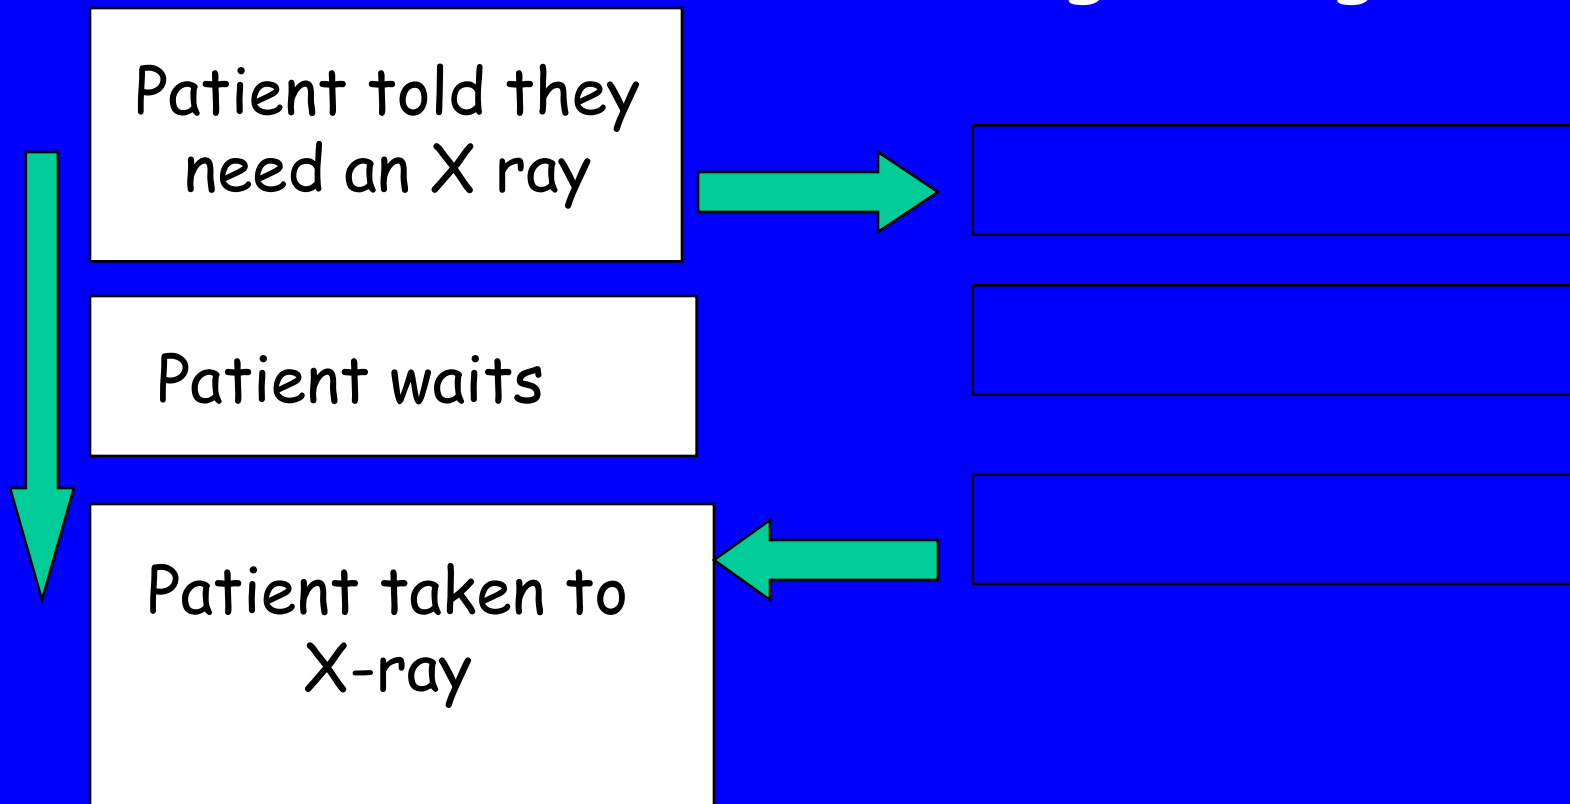 Patient told they
need an X ray
Patient waits
Patient taken to
X-ray